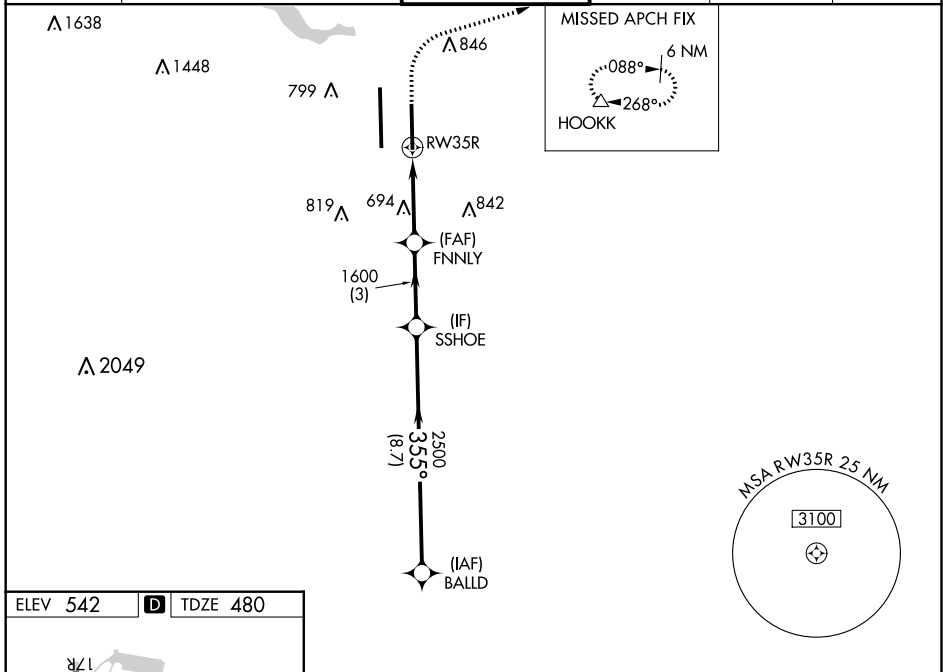 1638
1448
799
846
MISSED APCH FIX
6 NM
088°
268°
HOOKK
RW35R
819
694
842
(FAF)
FNNLY
1600
(3)
(IF)
SSHOE
2049
2500
355°
(8.7)
MSA RW35R 25 NM
3100
(IAF)
BALLD
ELEV 542
D
TDZE 480
17R